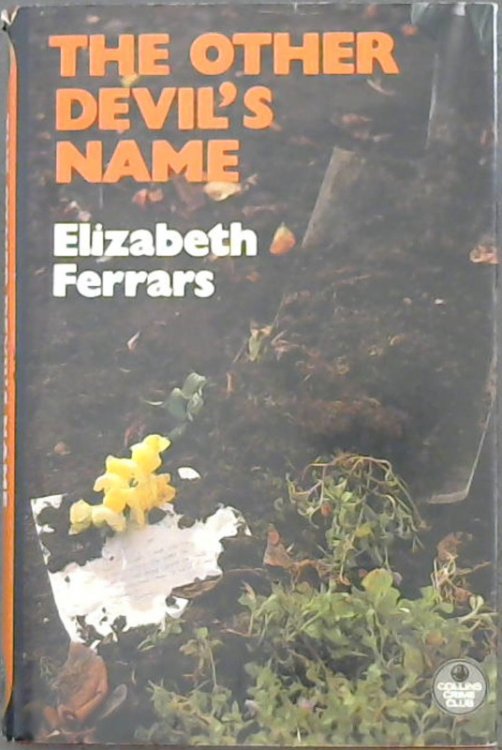 THE OTHER
DEVIL'S
NAME
Elizabeth
Ferrars
COLLINS
CRIME
CLUB